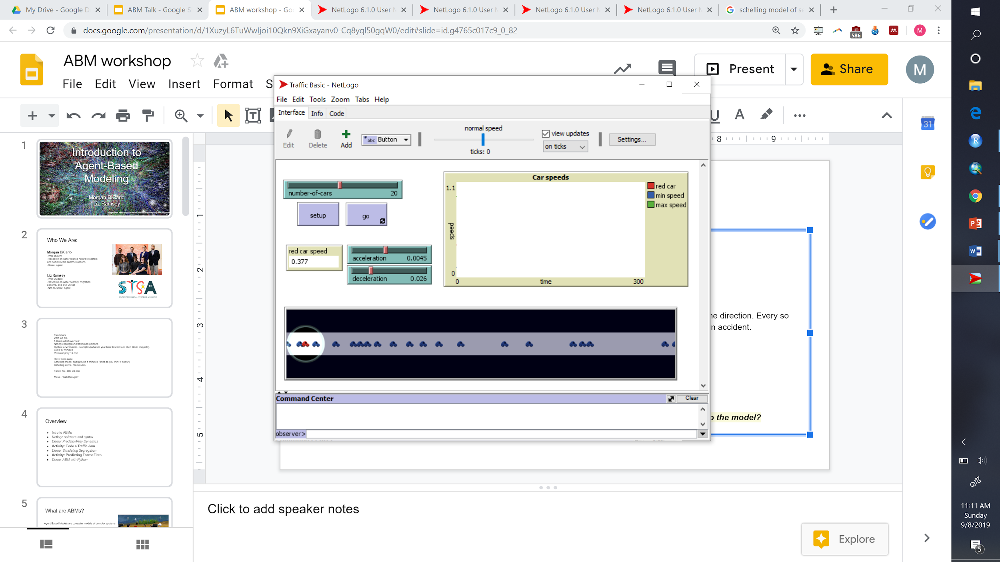 My Drive - Google D
ABM Talk - Google S
ABM workshop - Goo
NetLogo 6.1.0 User M
NetLogo 6.1.0 User M
NetLogo 6.1.0 User M
NetLogo 6.1.0 User M
schelling model of se
docs.google.com/presentation/d/1XuzyL6TuWwIjoi10Qkn9XiGxayanv0-Cq8yql50gqW0/edit#slide=id.g4765c017c9_0_82
586
M
ABM workshop
File Edit View Insert Format S
Present
Share
M
Traffic Basic - NetLogo
File Edit Tools Zoom Tabs Help
Interface Info Code
Edit
Delete
Add
abc Button
normal speed
ticks: 0
view updates
on ticks
Settings...
number-of-cars 20
setup
go
red car speed
0.377
acceleration 0.0045
deceleration 0.026
Car speeds
1.1
speed
0
0 time 300
red car
min speed
max speed
Command Center
Clear
observer>
8 9
1
2
3
4
5
ne direction. Every so
n accident.
o the model?
1
Introduction to
Agent-Based
Modeling
Morgan DiCarlo
Liz Ramsey
2
Who We Are:
Morgan DiCarlo
-PhD student
-Research on water-related natural disasters
and social media communications
-Secret agent
Liz Ramsey
-PhD Student
-Research on water scarcity, migration
patterns, and civil unrest
-Not-so-secret agent
STSA
SOCIOTECHNICAL SYSTEMS ANALYSIS
3
Two hours
Who we are
5-8 min ABM overview
Netlogo background/download-palooza
Syntax: environment, examples (what do you think this will look like? Code snippets),
GUIs 10 minutes
Predator prey 15-min
Have them code:
Schelling model-background 5 minutes (what do you think it does?)
Schelling demo- 15 minutes
Forest fire--DIY 30 min
Mesa - walk through?
4
Overview
Intro to ABMs
Netlogo software and syntax
Demo: Predator/Prey Dynamics
Activity: Code a Traffic Jam
Demo: Simulating Segregation
Activity: Predicting Forest Fires
Demo: ABM with Python
5
What are ABMs?
Agent Based Models are computer models of complex systems
Click to add speaker notes
Explore
31
11:11 AM
Sunday
9/8/2019
5